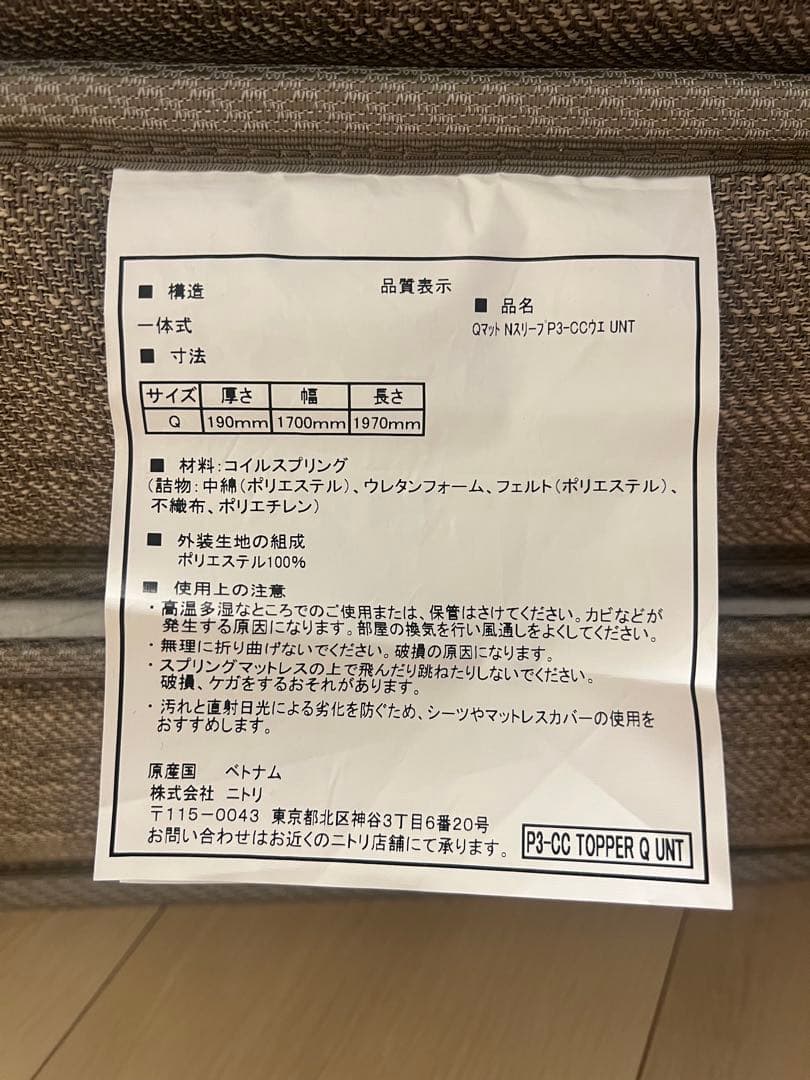 品質表示
■ 構造
一体式
■ 品名
Qマット NスリープP3-CCウエ UNT
■ 寸法
サイズ 厚さ 幅 長さ
Q 190mm 1700mm 1970mm
■ 材料:コイルスプリング
(詰物:中綿(ポリエステル)、ウレタンフォーム、フェルト(ポリエステル)、
不織布、ポリエチレン)
■ 外装生地の組成
ポリエステル100%
■ 使用上の注意
・高温多湿なところでのご使用または、保管はさけてください。カビなどが
発生する原因になります。部屋の換気を行い風通しをよくしてください。
・無理に折り曲げないでください。破損の原因になります。
・スプリングマットレスの上で飛んだり跳ねたりしないでください。
破損、ケガをするおそれがあります。
・汚れと直射日光による劣化を防ぐため、シーツやマットレスカバーの使用を
おすすめします。
原産国 ベトナム
株式会社 ニトリ
〒115-0043 東京都北区神谷3丁目6番20号
お問い合わせはお近くのニトリ店舗にて承ります。
P3-CC TOPPER Q UNT